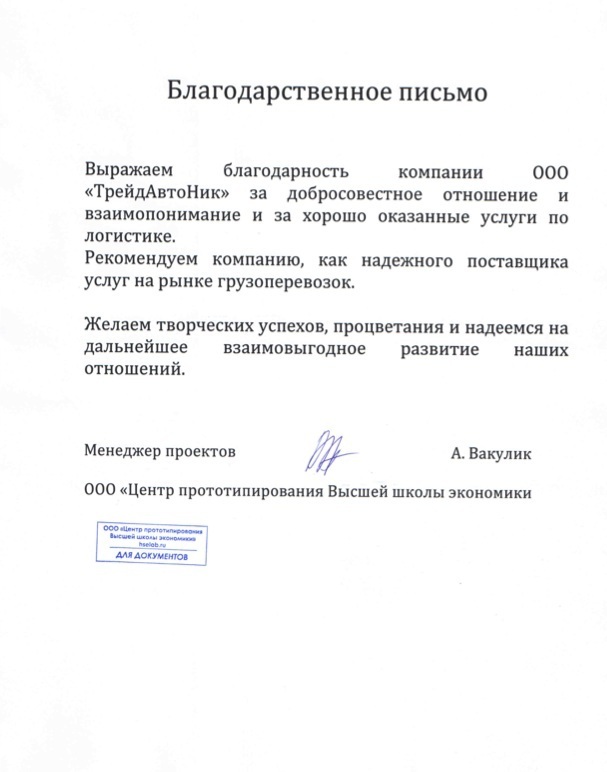 Благодарственное письмо
Выражаем благодарность компании ООО
«ТрейдАвтоНик» за добросовестное отношение и
взаимопонимание и за хорошо оказанные услуги по
логистике.
Рекомендуем компанию, как надежного поставщика
услуг на рынке грузоперевозок.
Желаем творческих успехов, процветания и надеемся на
дальнейшее взаимовыгодное развитие наших
отношений.
Менеджер проектов А. Вакулик
ООО «Центр прототипирования Высшей школы экономики
ООО «Центр прототипирования
Высшей школы экономики»
hselab.ru
ДЛЯ ДОКУМЕНТОВ